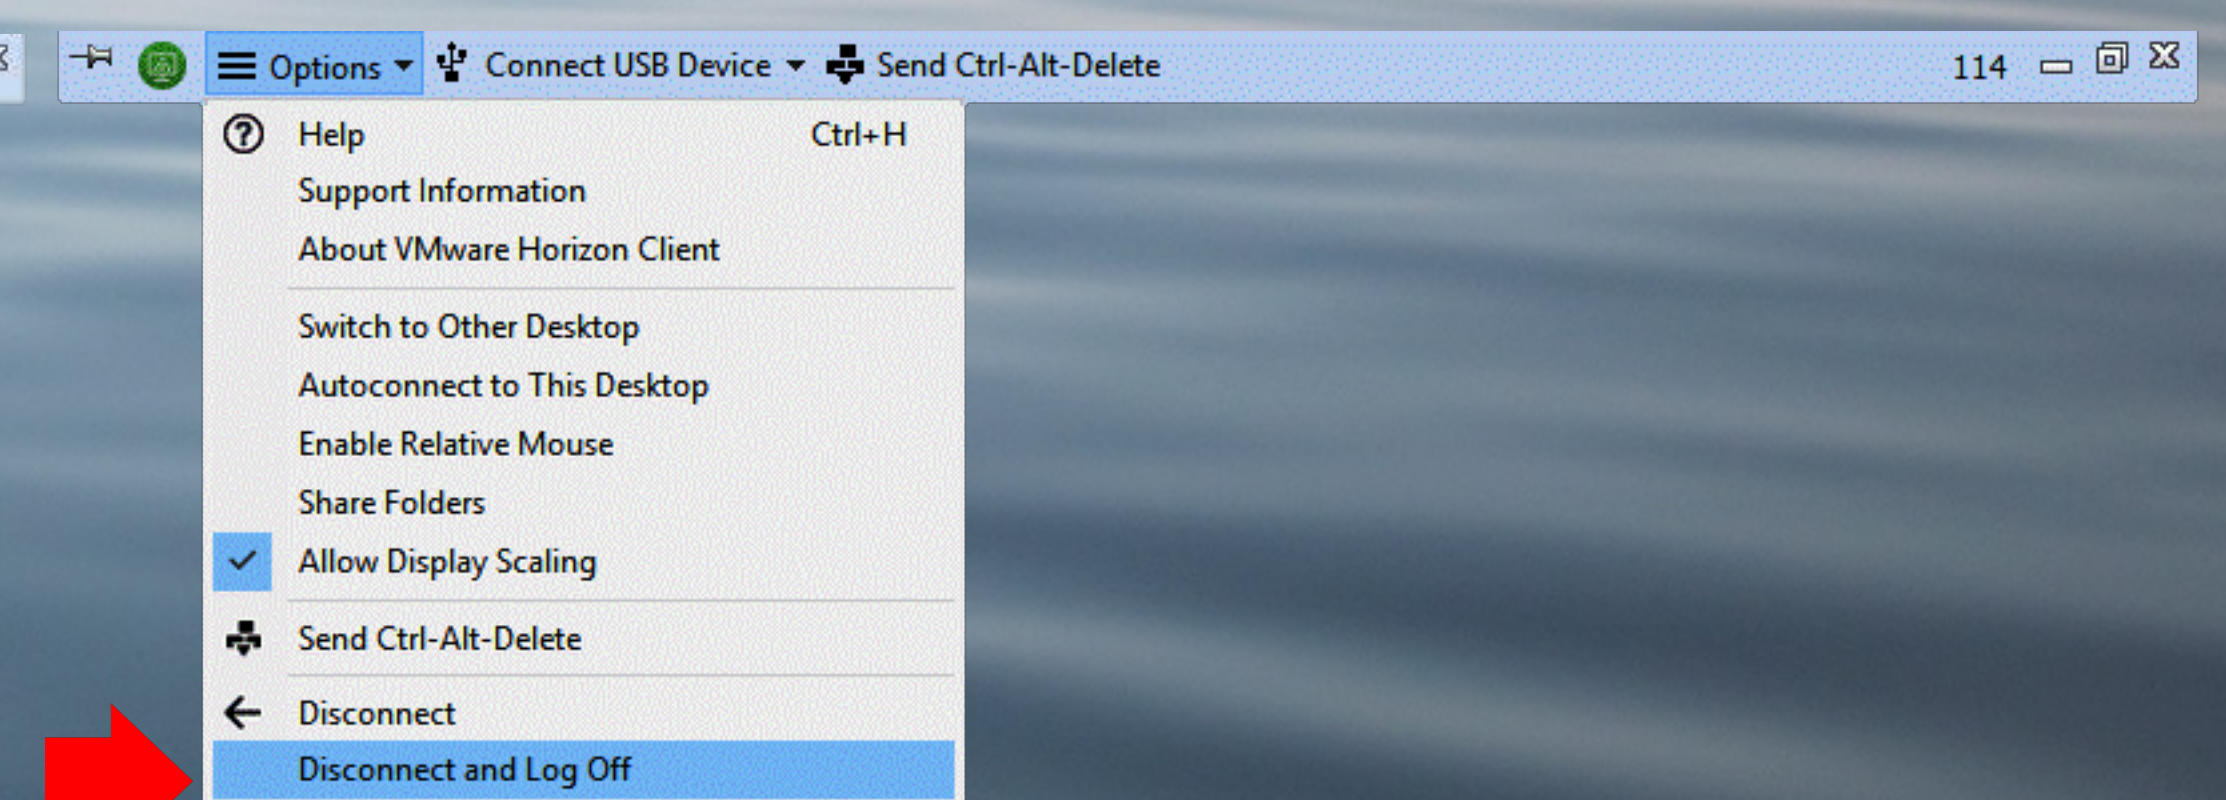 Options Connect USB Device Send Ctrl-Alt-Delete 114
Help Ctrl+H
Support Information
About VMware Horizon Client
Switch to Other Desktop
Autoconnect to This Desktop
Enable Relative Mouse
Share Folders
Allow Display Scaling
Send Ctrl-Alt-Delete
Disconnect
Disconnect and Log Off